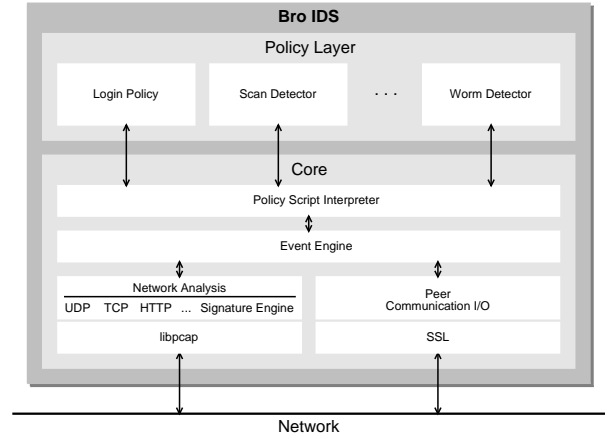 Bro IDS
Policy Layer
Login Policy
Scan Detector
. . .
Worm Detector
Core
Policy Script Interpreter
Event Engine
Network Analysis
UDP TCP HTTP ... Signature Engine
Peer
Communication I/O
libpcap
SSL
Network